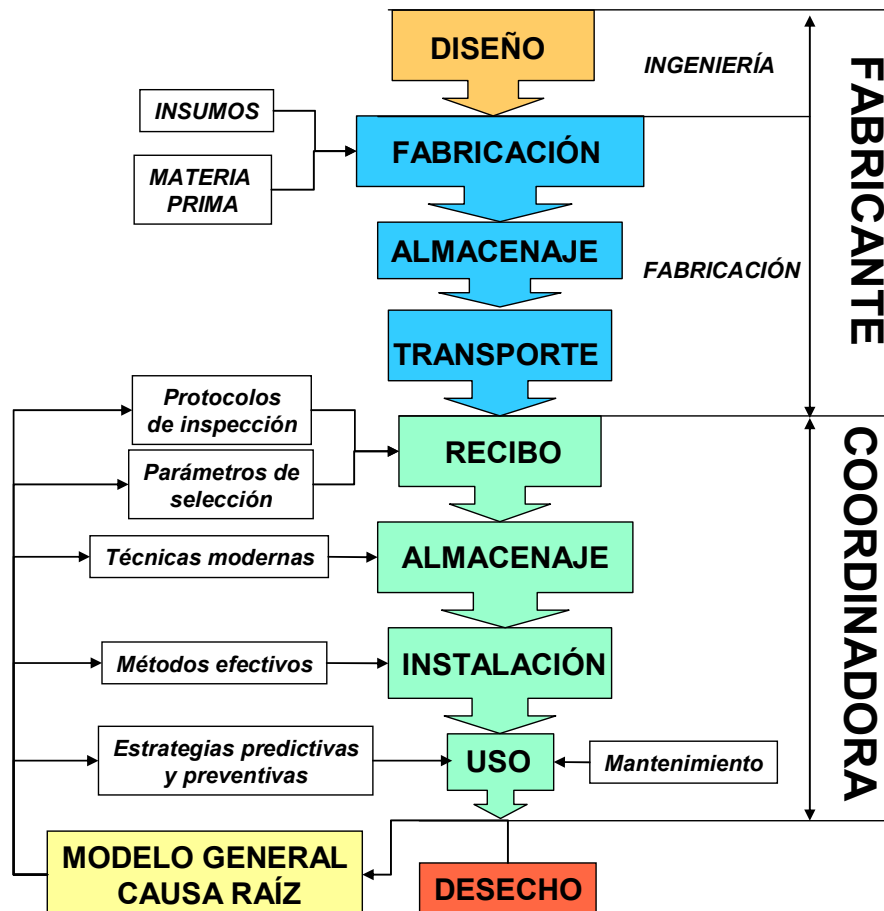 DISEÑO
INGENIERÍA
INSUMOS
FABRICACIÓN
MATERIA
PRIMA
ALMACENAJE
FABRICACIÓN
TRANSPORTE
FABRICANTE
Protocolos
de inspección
RECIBO
Parámetros de
selección
Técnicas modernas
ALMACENAJE
Métodos efectivos
INSTALACIÓN
Estrategias predictivas
y preventivas
USO
Mantenimiento
COORDINADORA
MODELO GENERAL
CAUSA RAÍZ
DESECHO